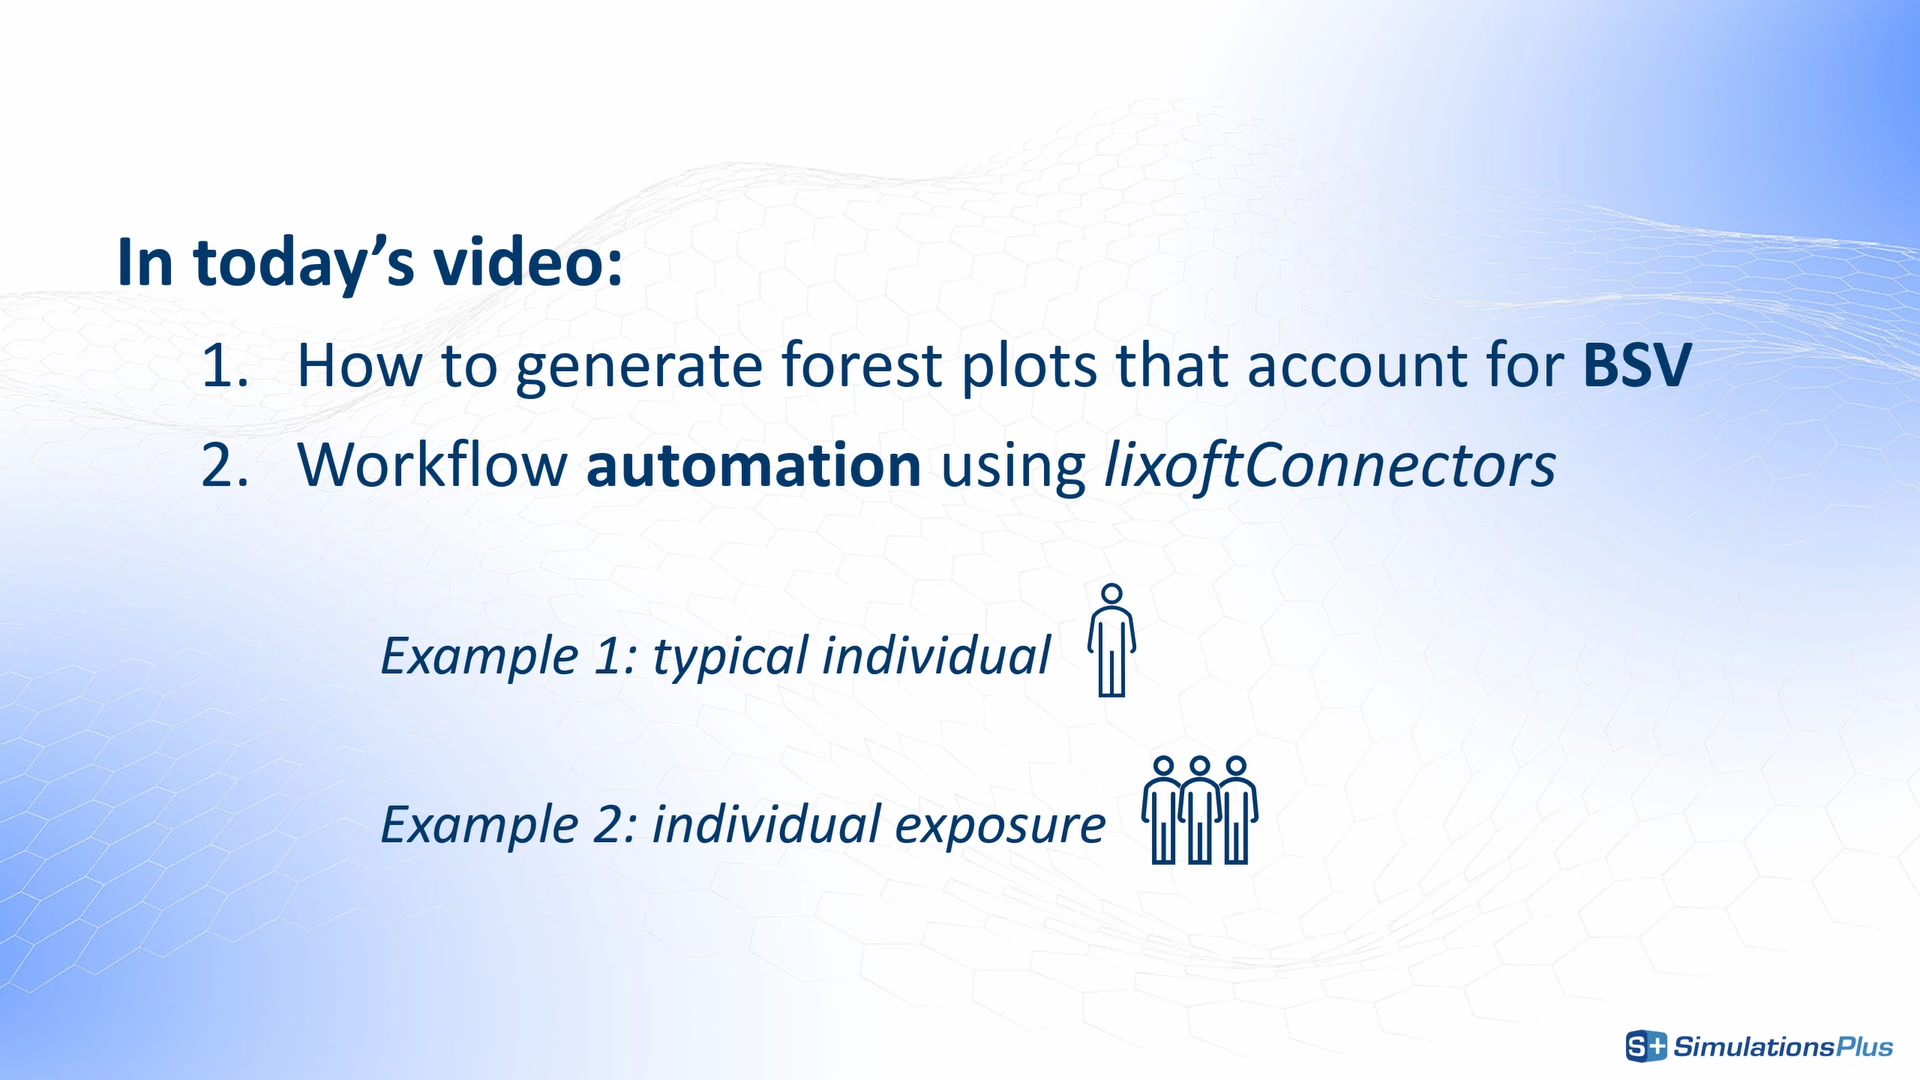 In today’s video:
1. How to generate forest plots that account for BSV
2. Workflow automation using lixoftConnectors
Example 1: typical individual
Example 2: individual exposure
S+ SimulationsPlus